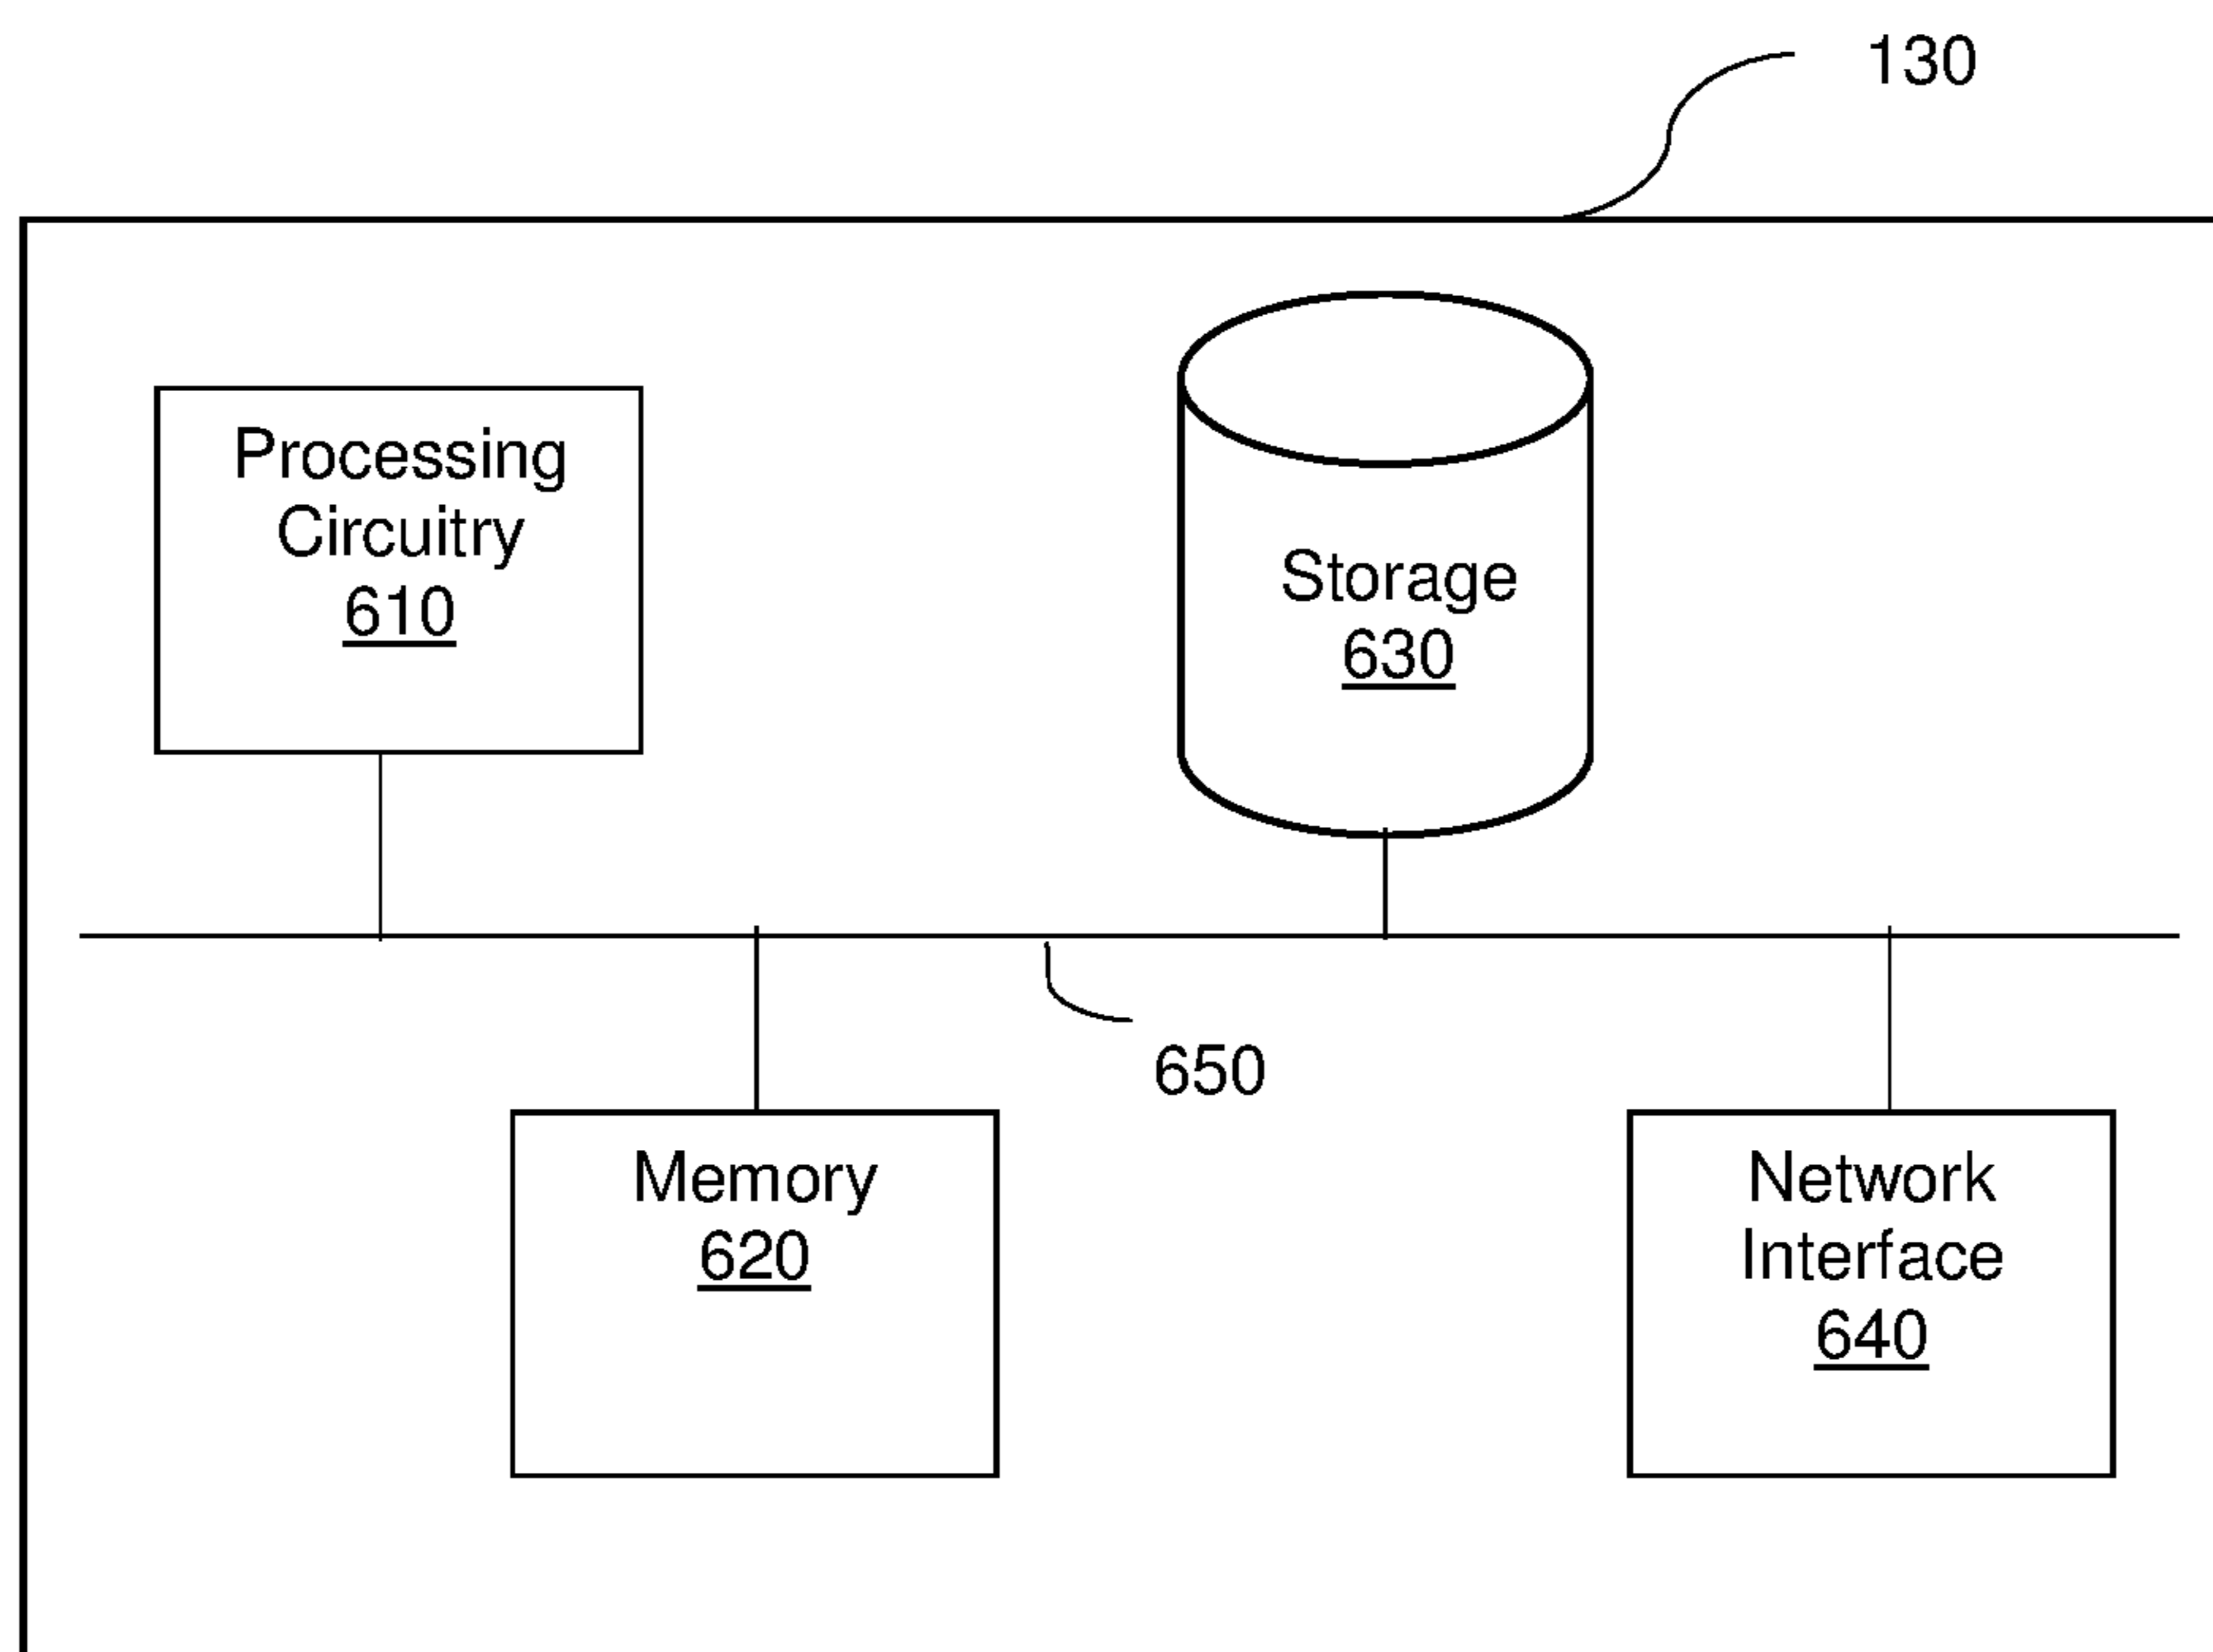 130
Processing
Circuitry
610
Storage
630
650
Memory
620
Network
Interface
640